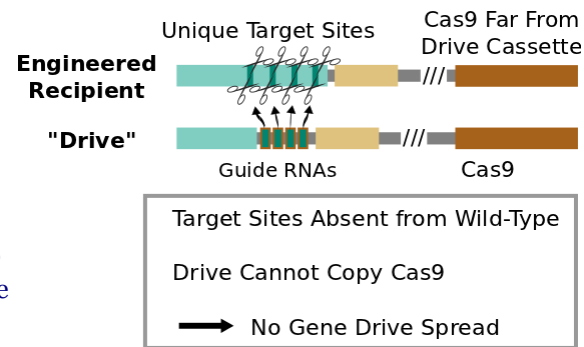 Unique Target Sites
Cas9 Far From
Drive Cassette
Engineered
Recipient
///
"Drive"
///
Guide RNAs
Cas9
Target Sites Absent from Wild-Type
Drive Cannot Copy Cas9
e
No Gene Drive Spread